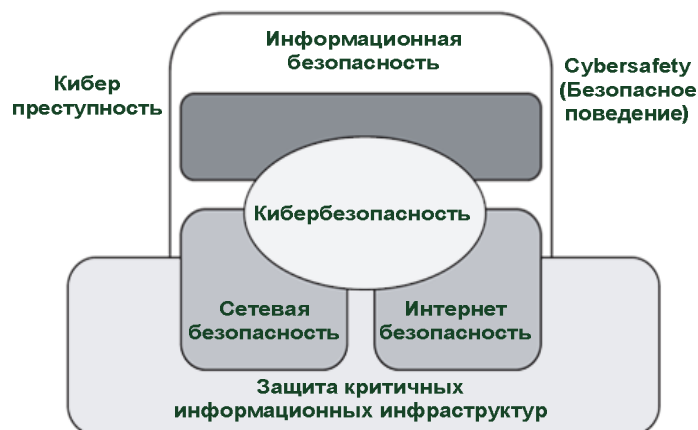 Информационная
безопасность
Кибер
преступность
Cybersafety
(Безопасное
поведение)
Кибербезопасность
Сетевая
безопасность
Интернет
безопасность
Защита критичных
информационных инфраструктур